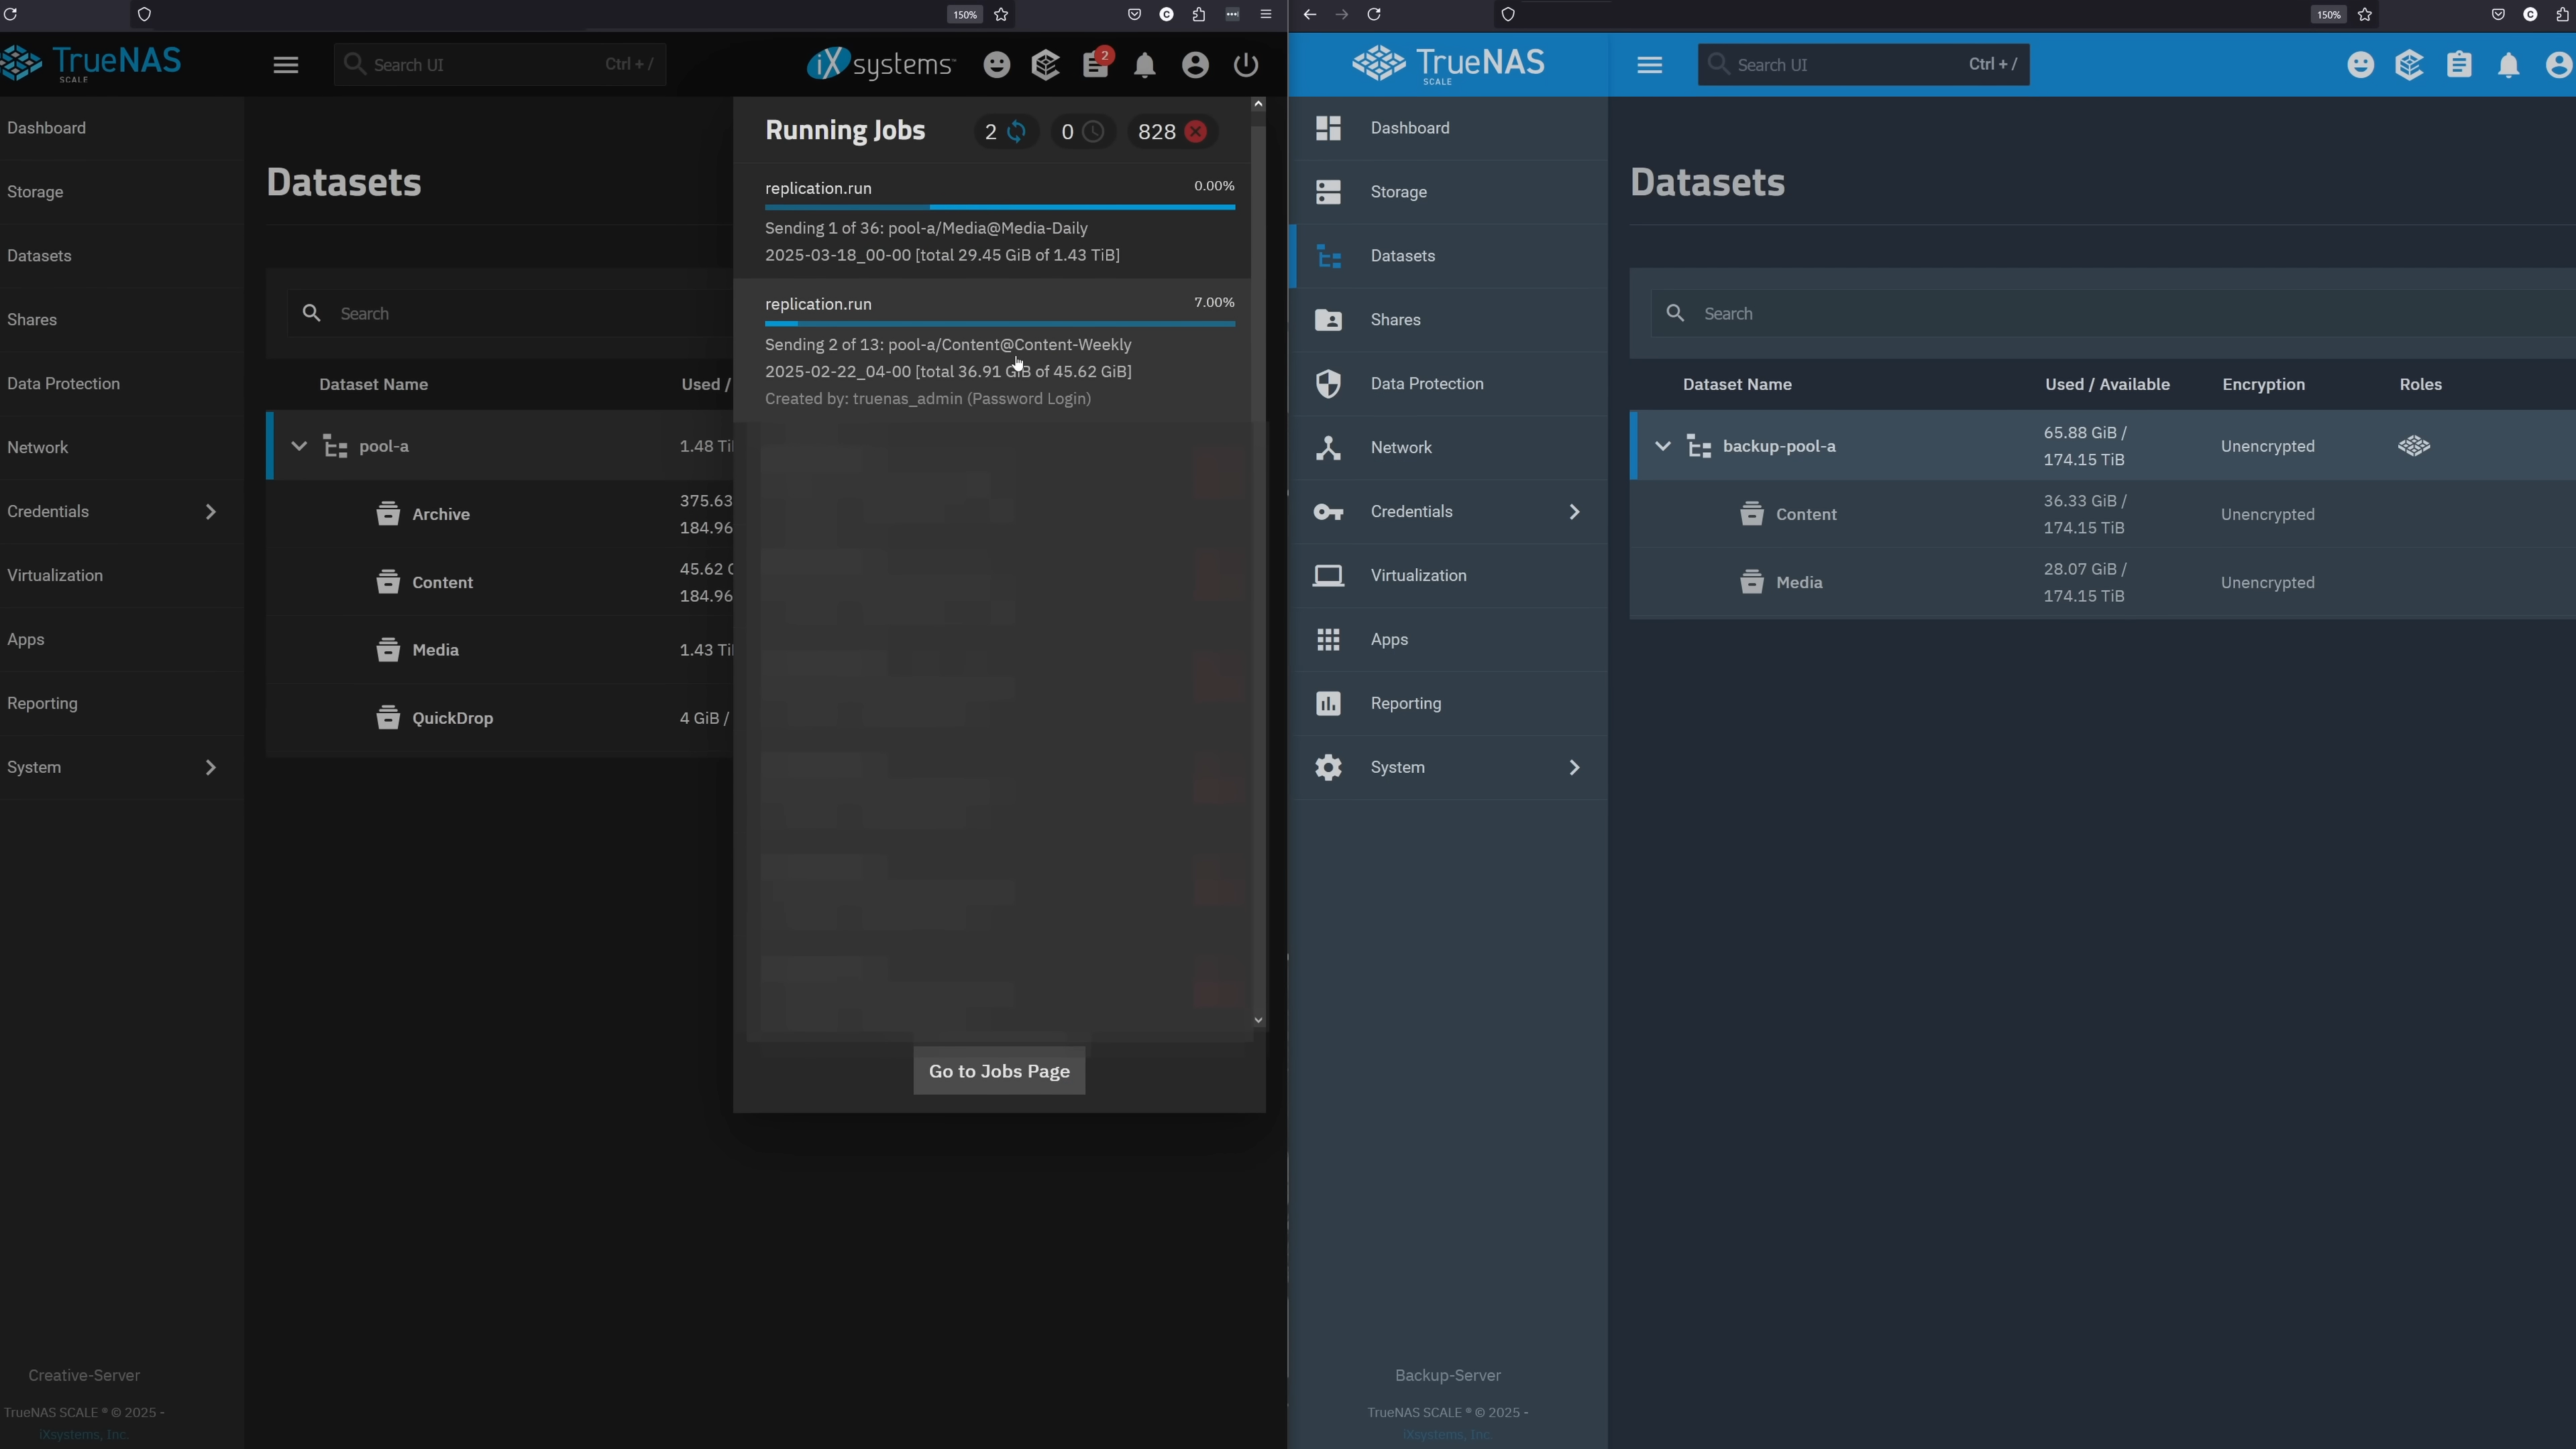 150%
TrueNAS
SCALE
Search UI
Ctrl + /
iXsystems™
2
Dashboard
Storage
Datasets
Shares
Data Protection
Network
Credentials
Virtualization
Apps
Reporting
System
Creative-Server
TrueNAS SCALE ® © 2025 -
iXsystems, Inc.
Datasets
Search
Dataset Name
Used /
pool-a
1.48 Ti
Archive
375.63
184.96
Content
45.62 G
184.96
Media
1.43 Ti
QuickDrop
4 GiB /
Running Jobs
2
0
828
replication.run
0.00%
Sending 1 of 36: pool-a/Media@Media-Daily
2025-03-18_00-00 [total 29.45 GiB of 1.43 TiB]
replication.run
7.00%
Sending 2 of 13: pool-a/Content@Content-Weekly
2025-02-22_04-00 [total 36.91 GiB of 45.62 GiB]
Created by: truenas_admin (Password Login)
Go to Jobs Page
150%
TrueNAS
SCALE
Search UI
Ctrl + /
Dashboard
Storage
Datasets
Shares
Data Protection
Network
Credentials
Virtualization
Apps
Reporting
System
Backup-Server
TrueNAS SCALE ® © 2025 -
iXsystems, Inc.
Datasets
Search
Dataset Name
Used / Available
Encryption
Roles
backup-pool-a
65.88 GiB /
174.15 TiB
Unencrypted
Content
36.33 GiB /
174.15 TiB
Unencrypted
Media
28.07 GiB /
174.15 TiB
Unencrypted